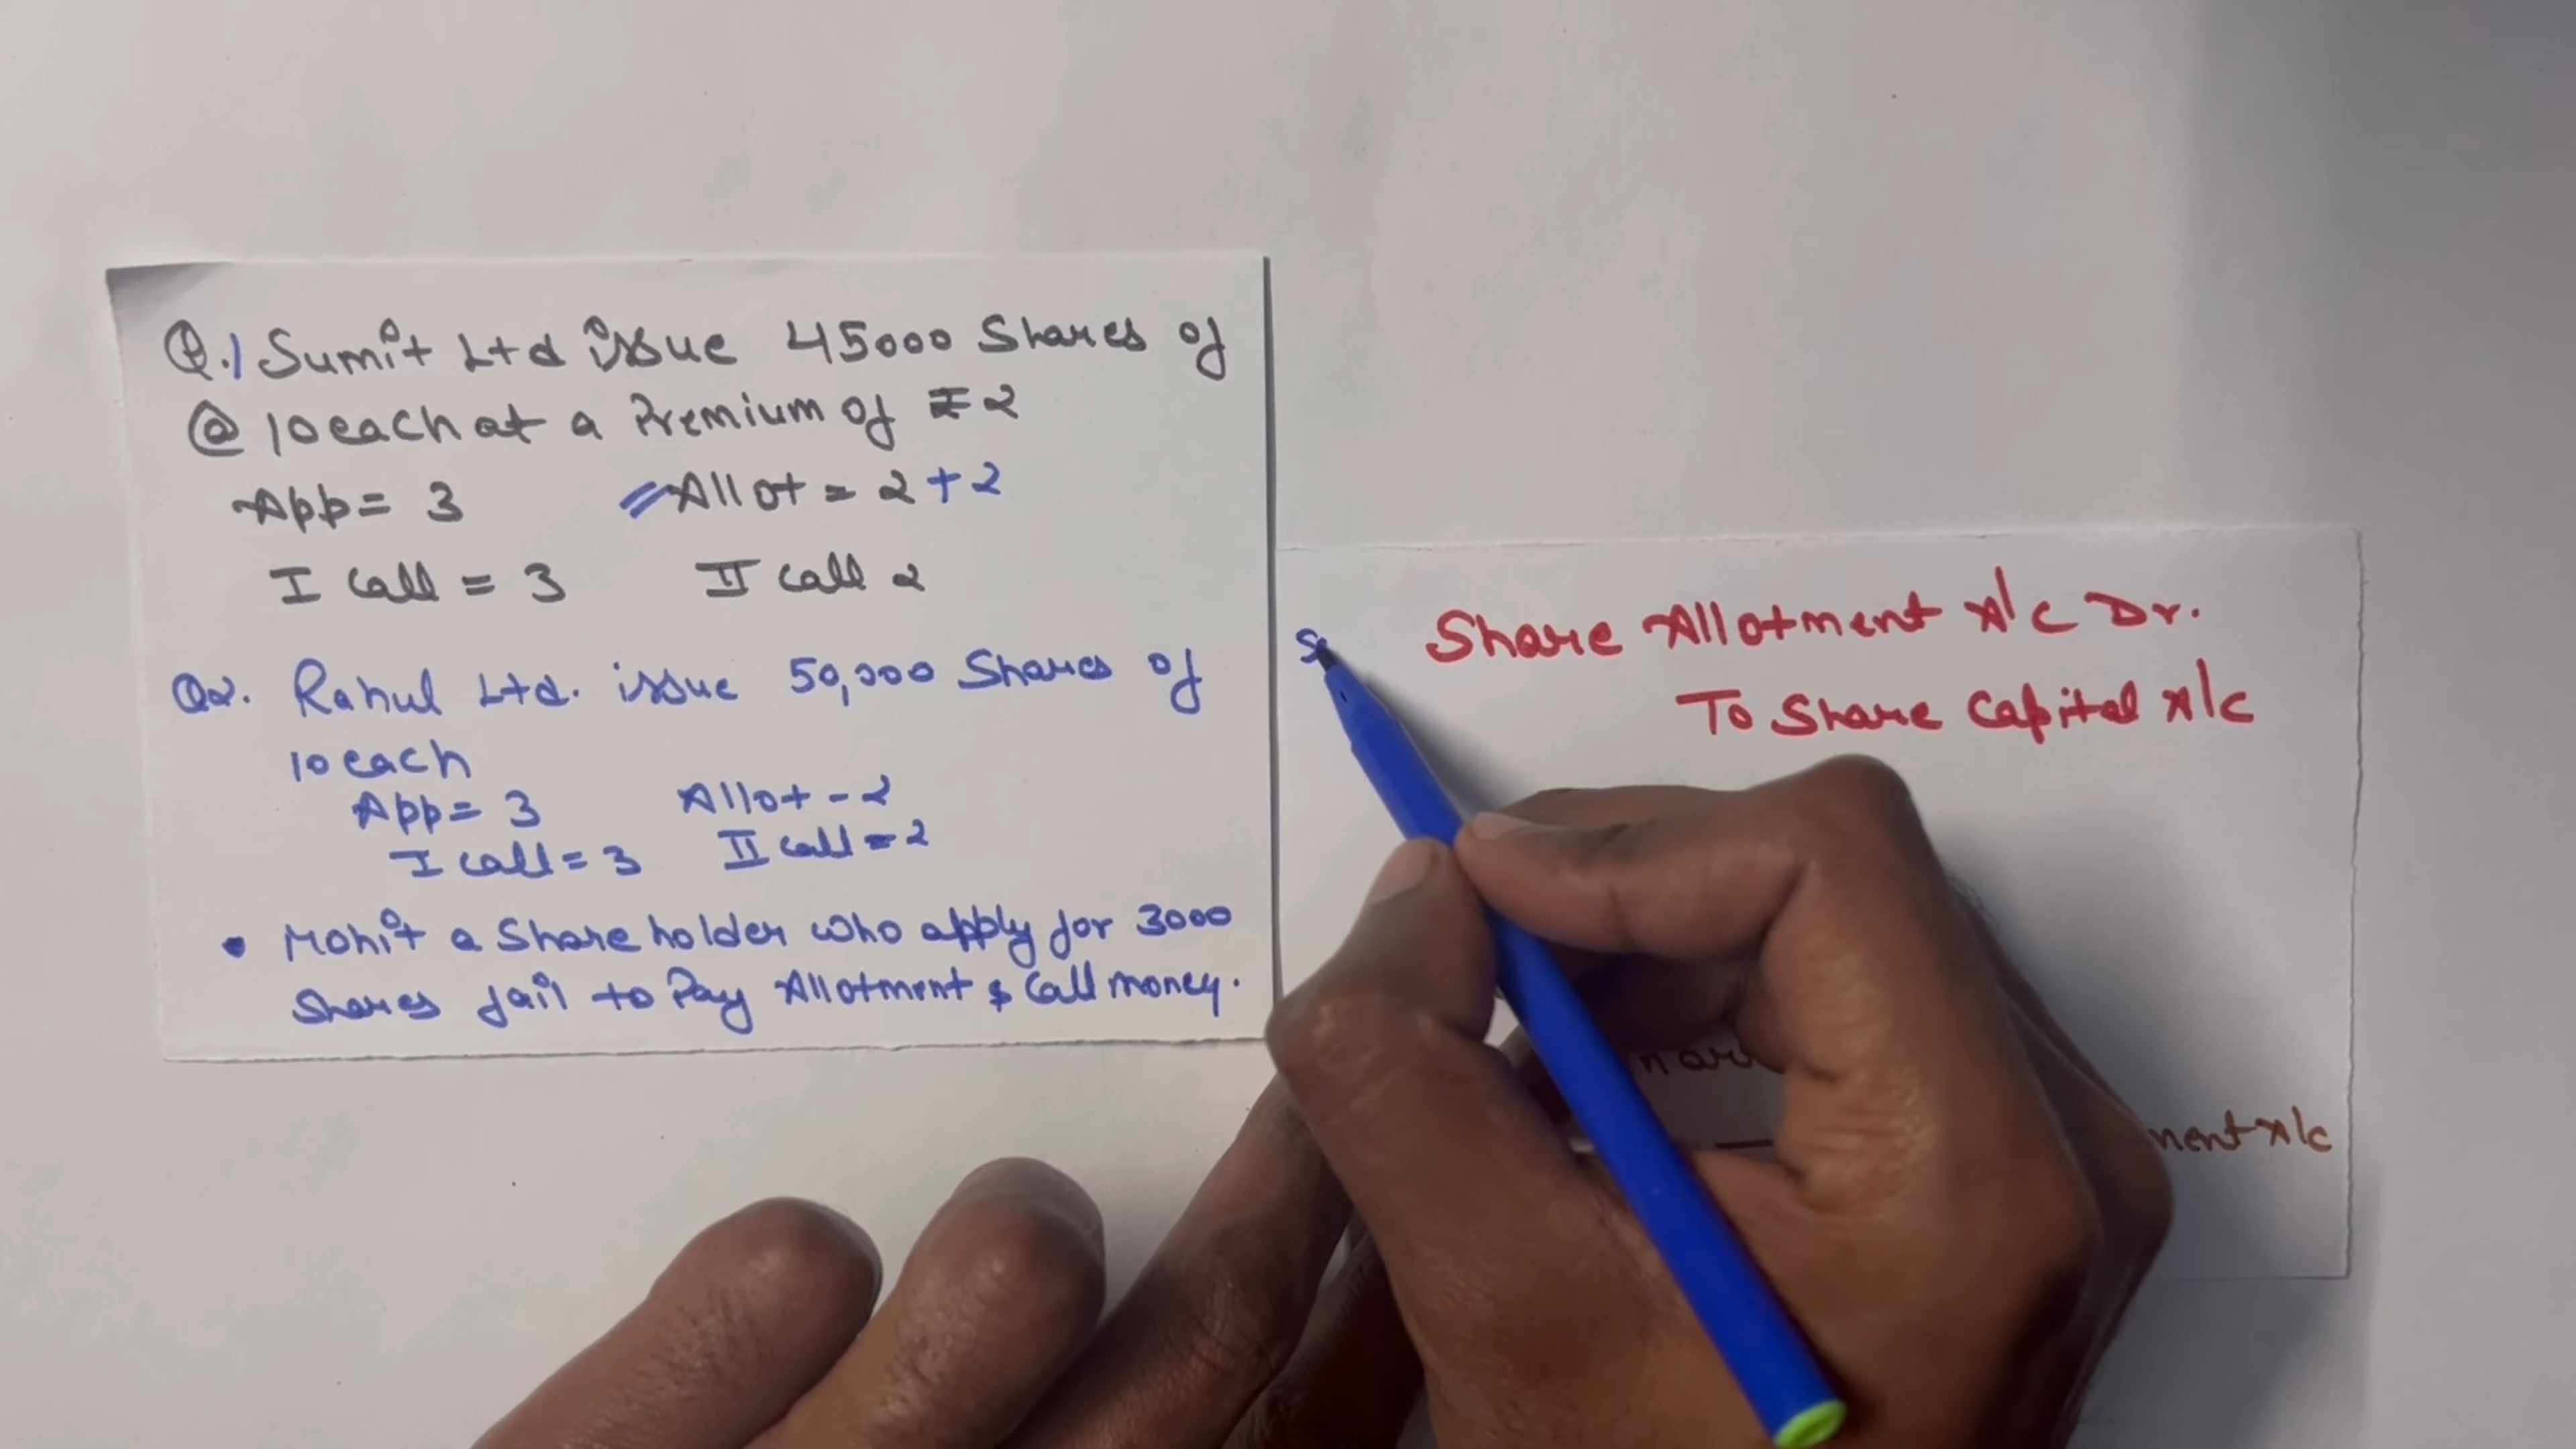 Q.1 Sumit Ltd issue 45000 Shares of
@ 10 each at a Premium of ₹2
App = 3 Allot = 2 + 2
I Call = 3 II Call 2
Q2. Rahul Ltd. issue 50,000 Shares of
10 each
App = 3 Allot - 2
I Call = 3 II Call = 2
• Mohit a Share holder who apply for 3000
Shares fail to Pay Allotment & Call money.
Share Allotment A/c Dr.
To Share Capital A/c